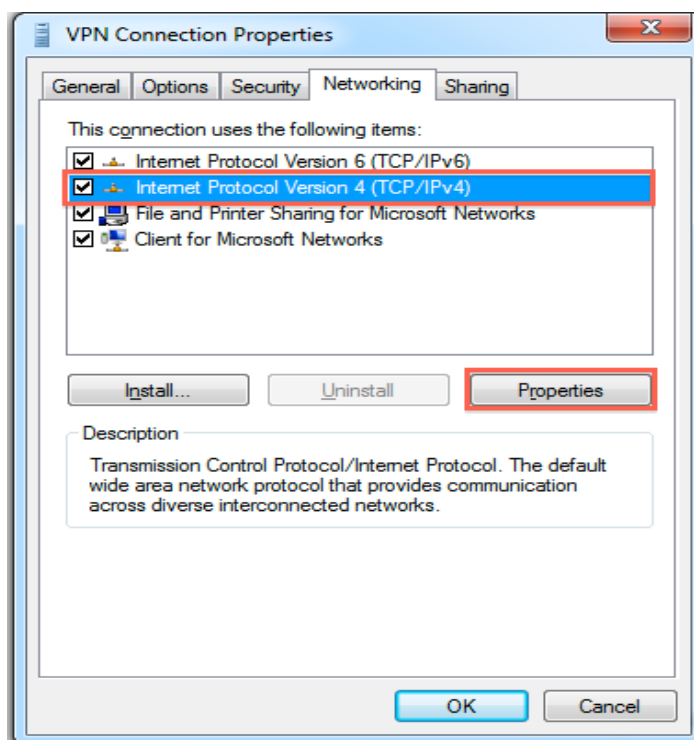 VPN Connection Properties
General Options Security Networking Sharing
This connection uses the following items:
Internet Protocol Version 6 (TCP/IPv6)
Internet Protocol Version 4 (TCP/IPv4)
File and Printer Sharing for Microsoft Networks
Client for Microsoft Networks
Install... Uninstall Properties
Description
Transmission Control Protocol/Internet Protocol. The default
wide area network protocol that provides communication
across diverse interconnected networks.
OK Cancel